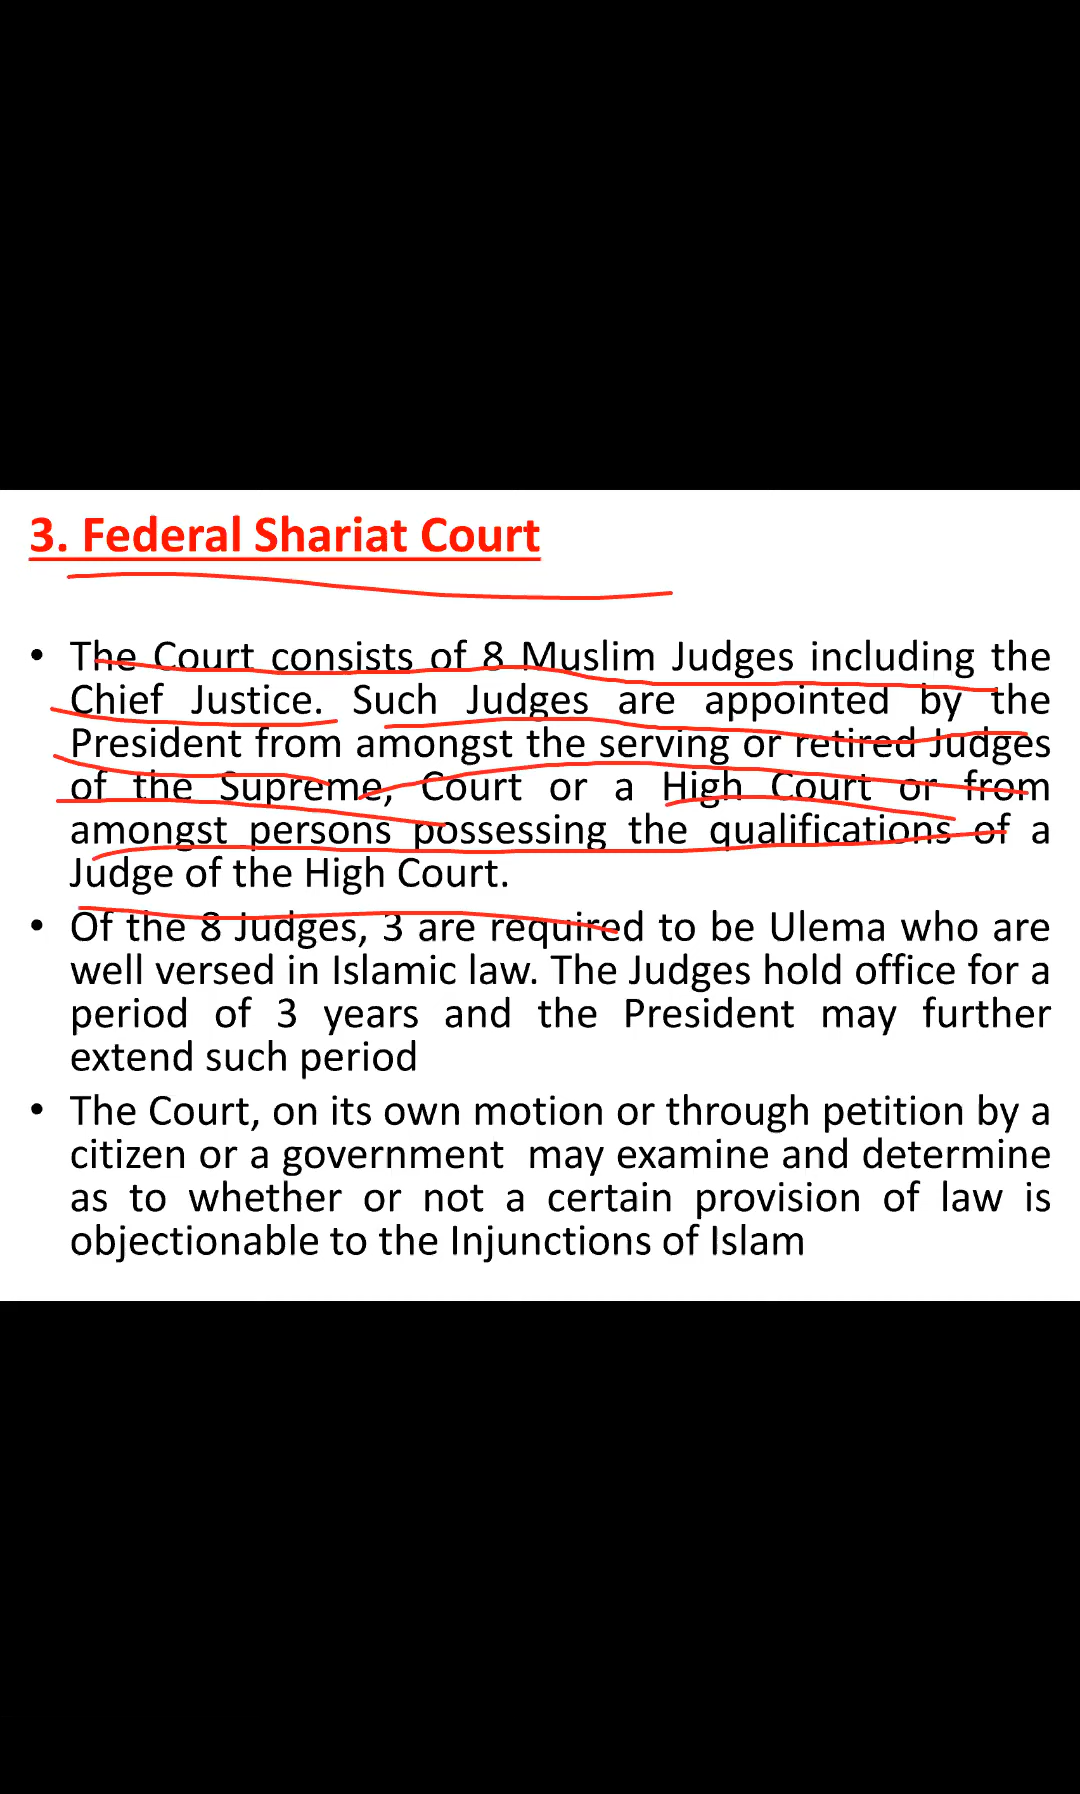 3. Federal Shariat Court
• The Court consists of 8 Muslim Judges including the
Chief Justice. Such Judges are appointed by the
President from amongst the serving or retired Judges
of the Supreme, Court or a High Court or from
amongst persons possessing the qualifications of a
Judge of the High Court.
• Of the 8 Judges, 3 are required to be Ulema who are
well versed in Islamic law. The Judges hold office for a
period of 3 years and the President may further
extend such period
• The Court, on its own motion or through petition by a
citizen or a government  may examine and determine
as to whether or not a certain provision of law is
objectionable to the Injunctions of Islam